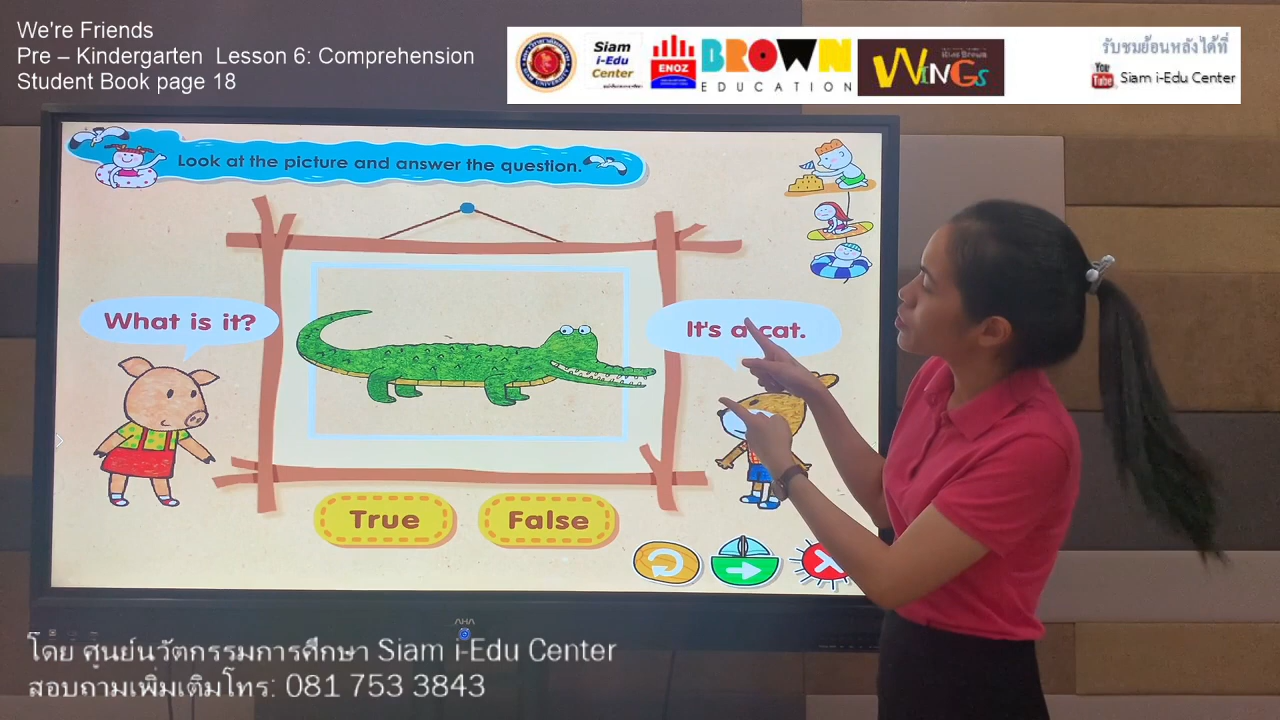 We're Friends
Pre – Kindergarten  Lesson 6: Comprehension
Student Book page 18
Siam
i-Edu
Center
ENOZ
BROWN
EDUCATION
WiNGs
รับชมย้อนหลังได้ที่
You
Tube
Siam i-Edu Center
Look at the picture and answer the question.
What is it?
It's a cat.
True
False
โดย ศูนย์นวัตกรรมการศึกษา Siam i-Edu Center
สอบถามเพิ่มเติมโทร: 081 753 3843